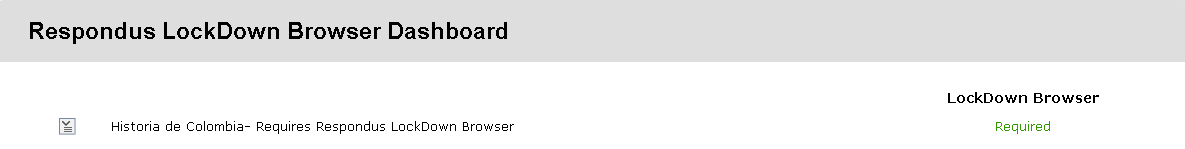 Respondus LockDown Browser Dashboard
LockDown Browser
Historia de Colombia- Requires Respondus LockDown Browser Required